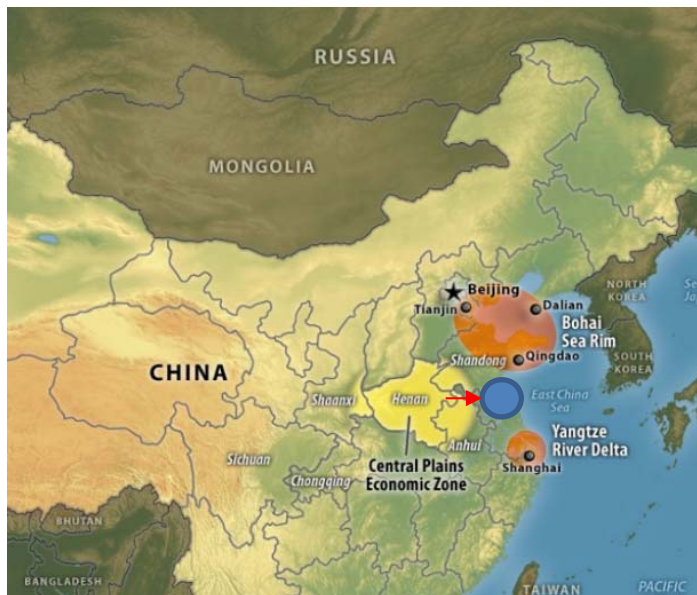 RUSSIA
MONGOLIA
Beijing
Tianjin
Dalian
NORTH
KOREA
Bohai
Sea Rim
Qingdao
Shandong
SOUTH
KOREA
CHINA
Shaanxi
Henan
East China
Sea
Anhui
Yangtze
River Delta
Sichuan
Central Plains
Economic Zone
Shanghai
Chongqing
BHUTAN
BANGLADESH
TAIWAN
PACIFIC